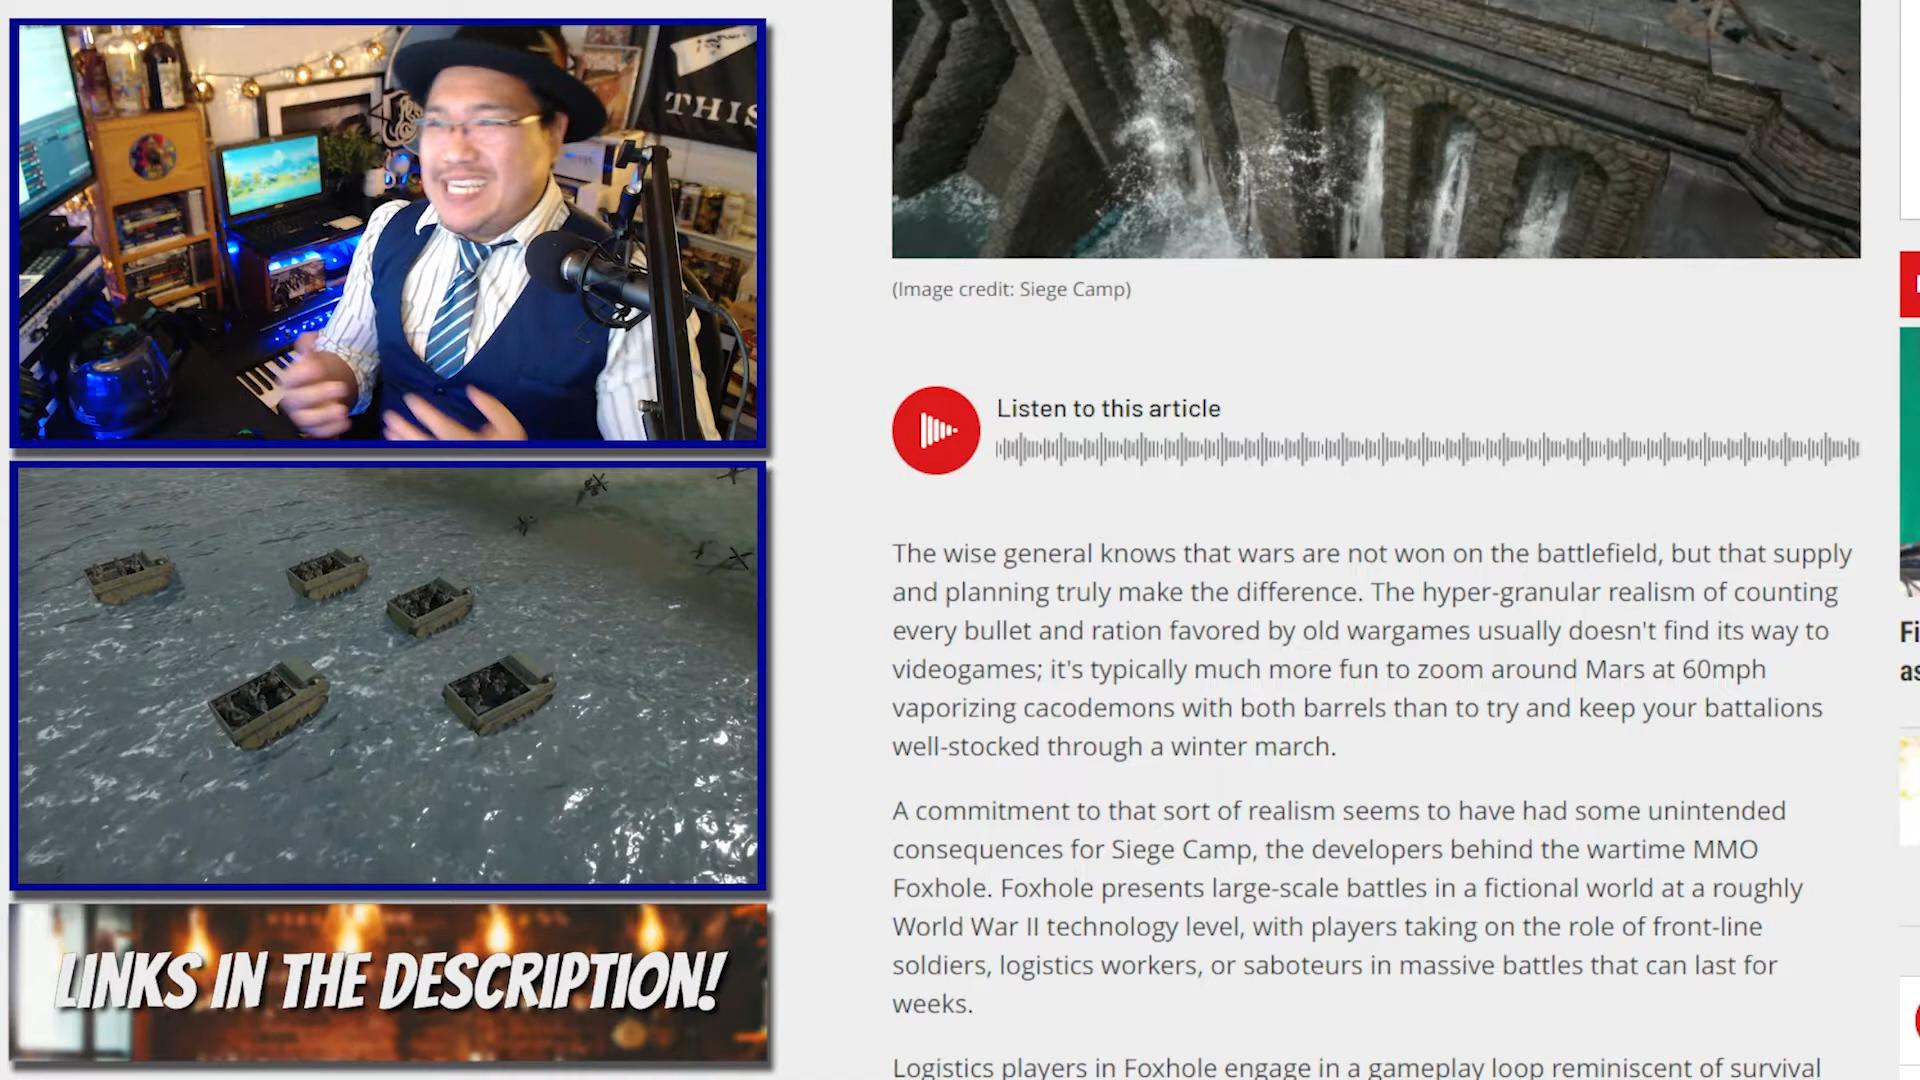 THIS
LINKS IN THE DESCRIPTION!
(Image credit: Siege Camp)
Listen to this article
The wise general knows that wars are not won on the battlefield, but that supply
and planning truly make the difference. The hyper-granular realism of counting
every bullet and ration favored by old wargames usually doesn't find its way to
videogames; it's typically much more fun to zoom around Mars at 60mph
vaporizing cacodemons with both barrels than to try and keep your battalions
well-stocked through a winter march.
A commitment to that sort of realism seems to have had some unintended
consequences for Siege Camp, the developers behind the wartime MMO
Foxhole. Foxhole presents large-scale battles in a fictional world at a roughly
World War II technology level, with players taking on the role of front-line
soldiers, logistics workers, or saboteurs in massive battles that can last for
weeks.
Logistics players in Foxhole engage in a gameplay loop reminiscent of survival
Fi
as